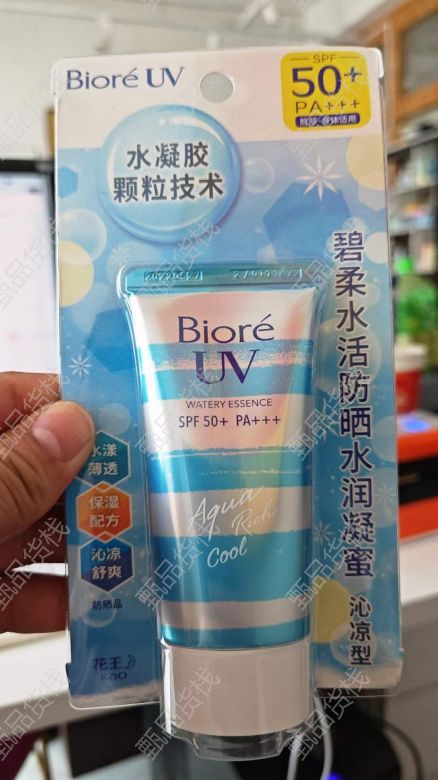 Bioré UV
SPF
50+
PA+++
脸部·身体适用
水凝胶
颗粒技术
碧柔水活防晒水润凝蜜 沁凉型
Bioré
UV
WATERY ESSENCE
SPF 50+ PA+++
Aqua
Rich
Cool
水漾
薄透
保湿
配方
沁凉
舒爽
防晒品
花王
KAO
甄品货栈